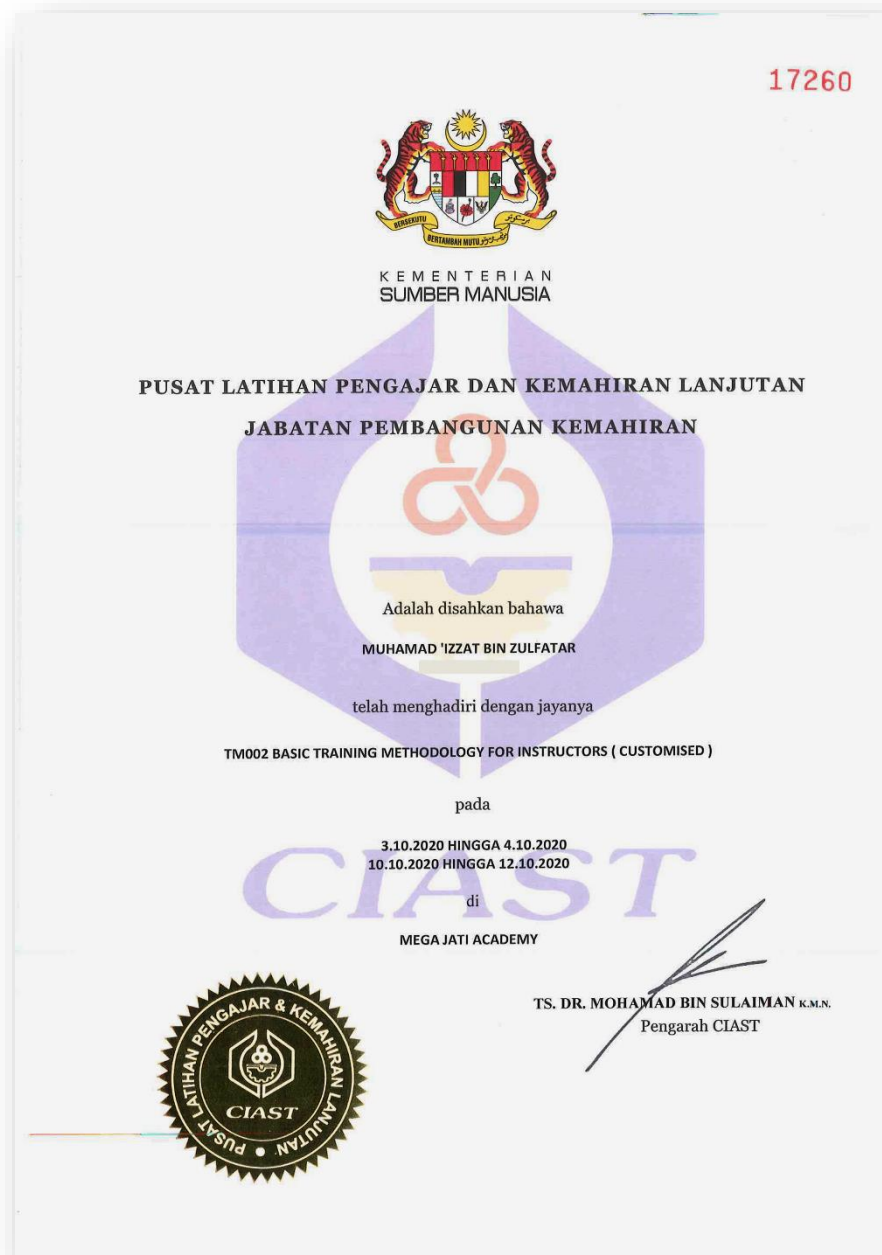 17260
BERSEKUTU
BERTAMBAH MUTU
KEMENTERIAN
SUMBER MANUSIA
PUSAT LATIHAN PENGAJAR DAN KEMAHIRAN LANJUTAN
JABATAN PEMBANGUNAN KEMAHIRAN
Adalah disahkan bahawa
MUHAMAD 'IZZAT BIN ZULFATAR
telah menghadiri dengan jayanya
TM002 BASIC TRAINING METHODOLOGY FOR INSTRUCTORS ( CUSTOMISED )
pada
3.10.2020 HINGGA 4.10.2020
10.10.2020 HINGGA 12.10.2020
CIAST
di
MEGA JATI ACADEMY
TS. DR. MOHAMAD BIN SULAIMAN K.M.N.
Pengarah CIAST
PUSAT LATIHAN PENGAJAR & KEMAHIRAN LANJUTAN
CIAST